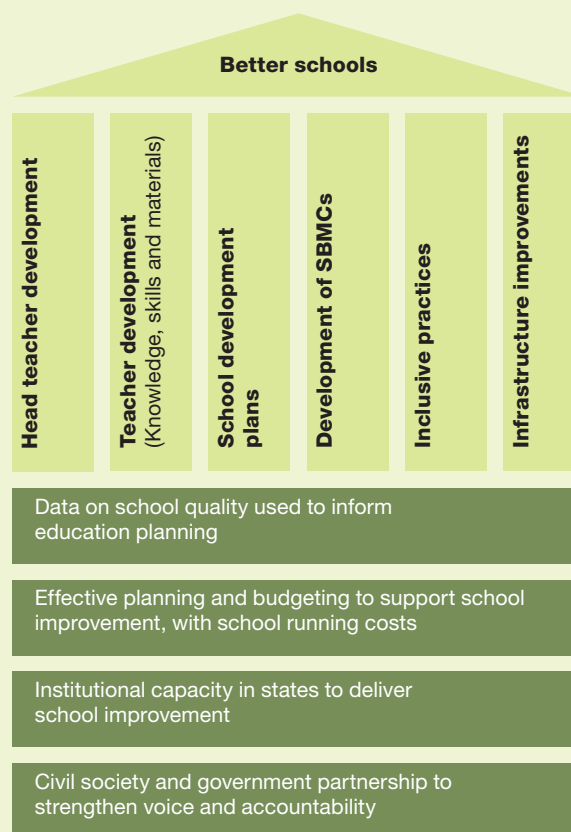 Better schools
Head teacher development
Teacher development
(Knowledge, skills and materials)
School development
plans
Development of SBMCs
Inclusive practices
Infrastructure improvements
Data on school quality used to inform
education planning
Effective planning and budgeting to support school
improvement, with school running costs
Institutional capacity in states to deliver
school improvement
Civil society and government partnership to
strengthen voice and accountability